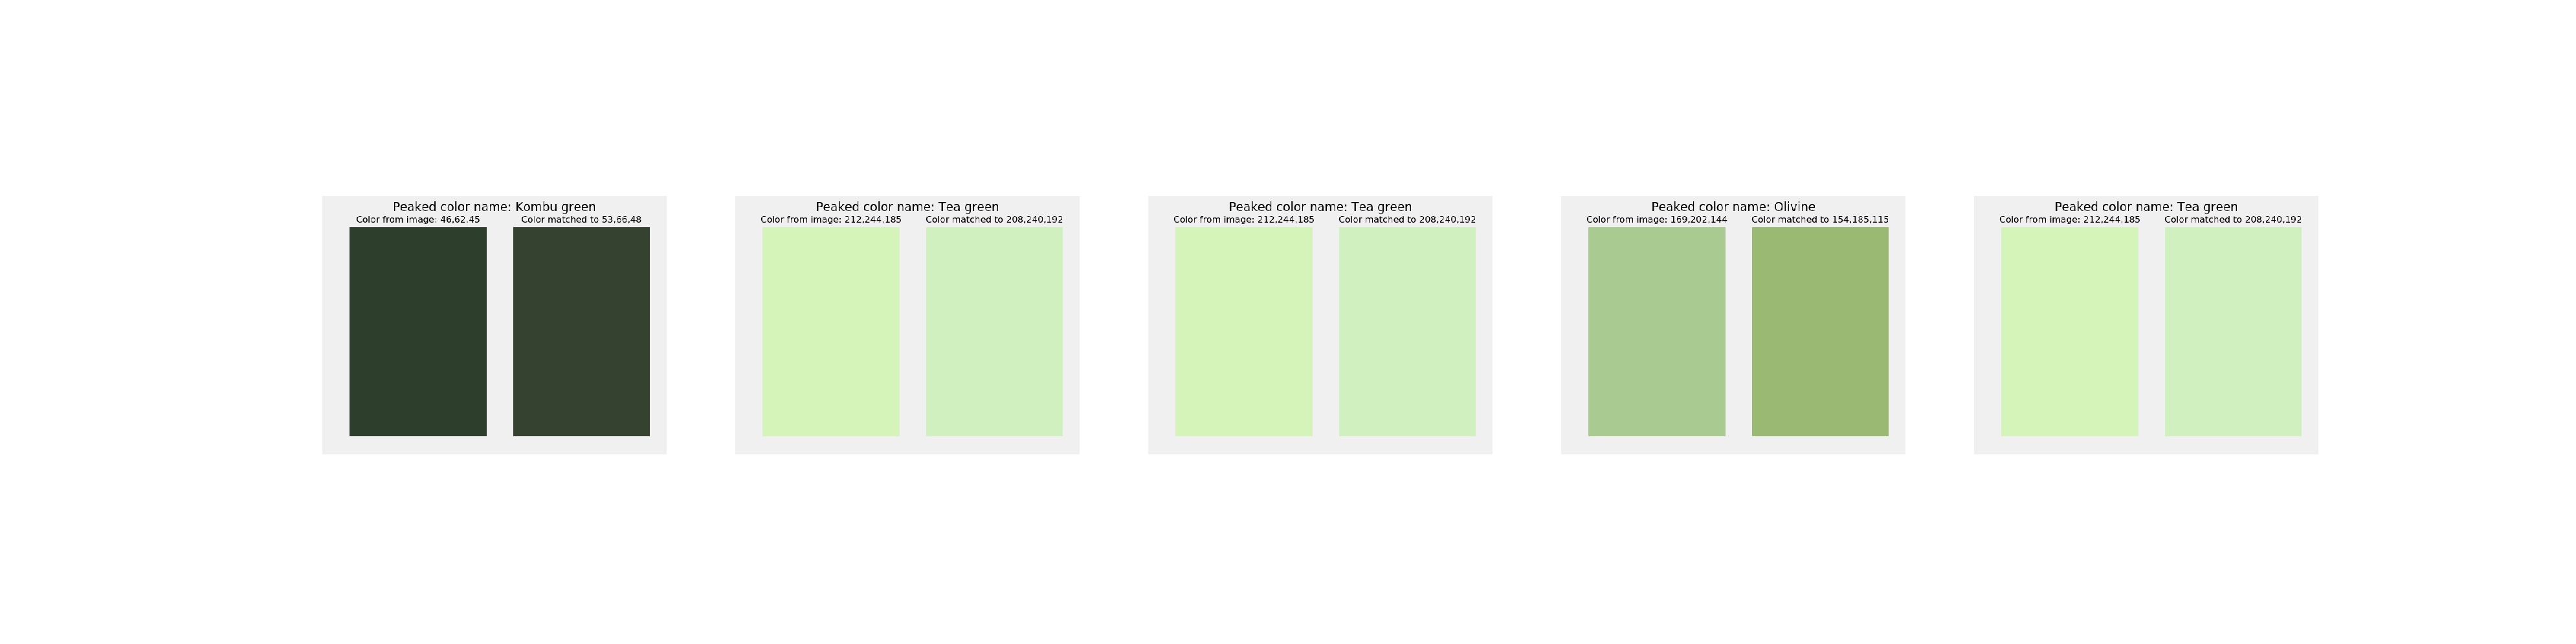 Peaked color name: Kombu green
Color from image: 46,62,45
Color matched to 53,66,48
Peaked color name: Tea green
Color from image: 212,244,185
Color matched to 208,240,192
Peaked color name: Tea green
Color from image: 212,244,185
Color matched to 208,240,192
Peaked color name: Olivine
Color from image: 169,202,144
Color matched to 154,185,115
Peaked color name: Tea green
Color from image: 212,244,185
Color matched to 208,240,192